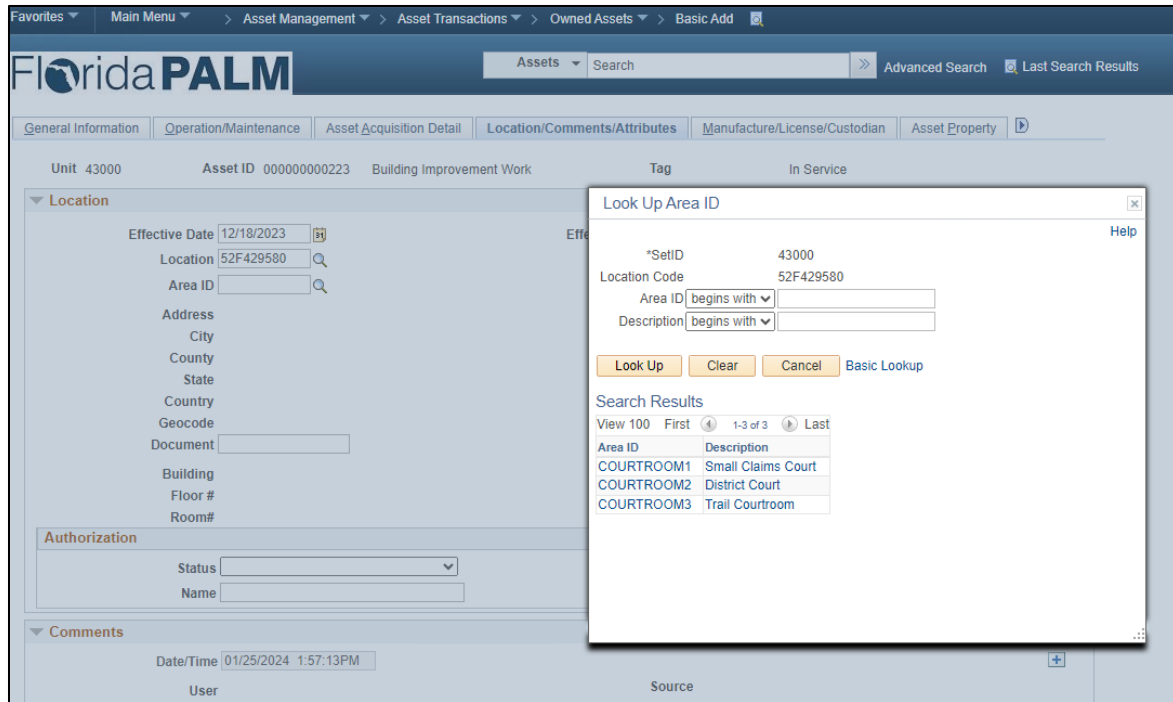 Favorites Main Menu > Asset Management > Asset Transactions > Owned Assets > Basic Add
Florida PALM
Assets Search » Advanced Search Last Search Results
General Information Operation/Maintenance Asset Acquisition Detail Location/Comments/Attributes Manufacture/License/Custodian Asset Property
Unit 43000 Asset ID 000000000223 Building Improvement Work Tag In Service
Location
Effective Date 12/18/2023 31 Effe
Location 52F429580
Area ID
Address
City
County
State
Country
Geocode
Document
Building
Floor #
Room#
Authorization
Status
Name
Comments
Date/Time 01/25/2024 1:57:13PM +
User Source
Look Up Area ID x
Help
*SetID 43000
Location Code 52F429580
Area ID begins with
Description begins with
Look Up Clear Cancel Basic Lookup
Search Results
View 100 First 1-3 of 3 Last
Area ID Description
COURTROOM1 Small Claims Court
COURTROOM2 District Court
COURTROOM3 Trail Courtroom